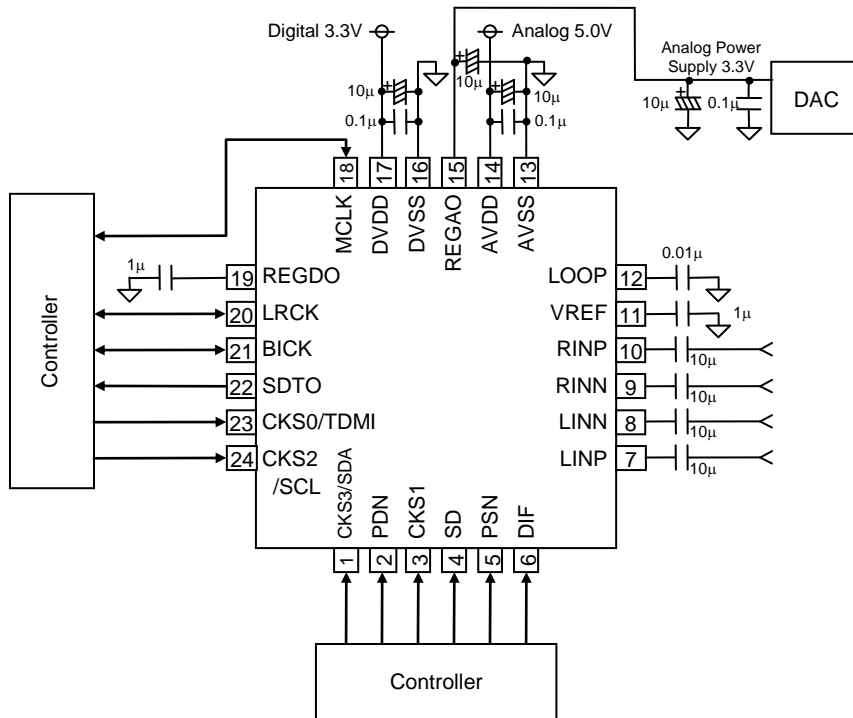 Digital 3.3V
Analog 5.0V
Analog Power
Supply 3.3V
+
10μ
+
10μ
+
10μ
0.1μ
0.1μ
+
10μ
0.1μ
DAC
18
17
16
15
14
13
MCLK
DVDD
DVSS
REGAO
AVDD
AVSS
Controller
1μ
19
REGDO
20
LRCK
21
BICK
22
SDTO
23
CKS0/TDMI
24
CKS2
/SCL
LOOP
12
0.01μ
VREF
11
1μ
RINP
10
10μ
RINN
9
10μ
LINN
8
10μ
LINP
7
10μ
CKS3/SDA
PDN
CKS1
SD
PSN
DIF
1
2
3
4
5
6
Controller